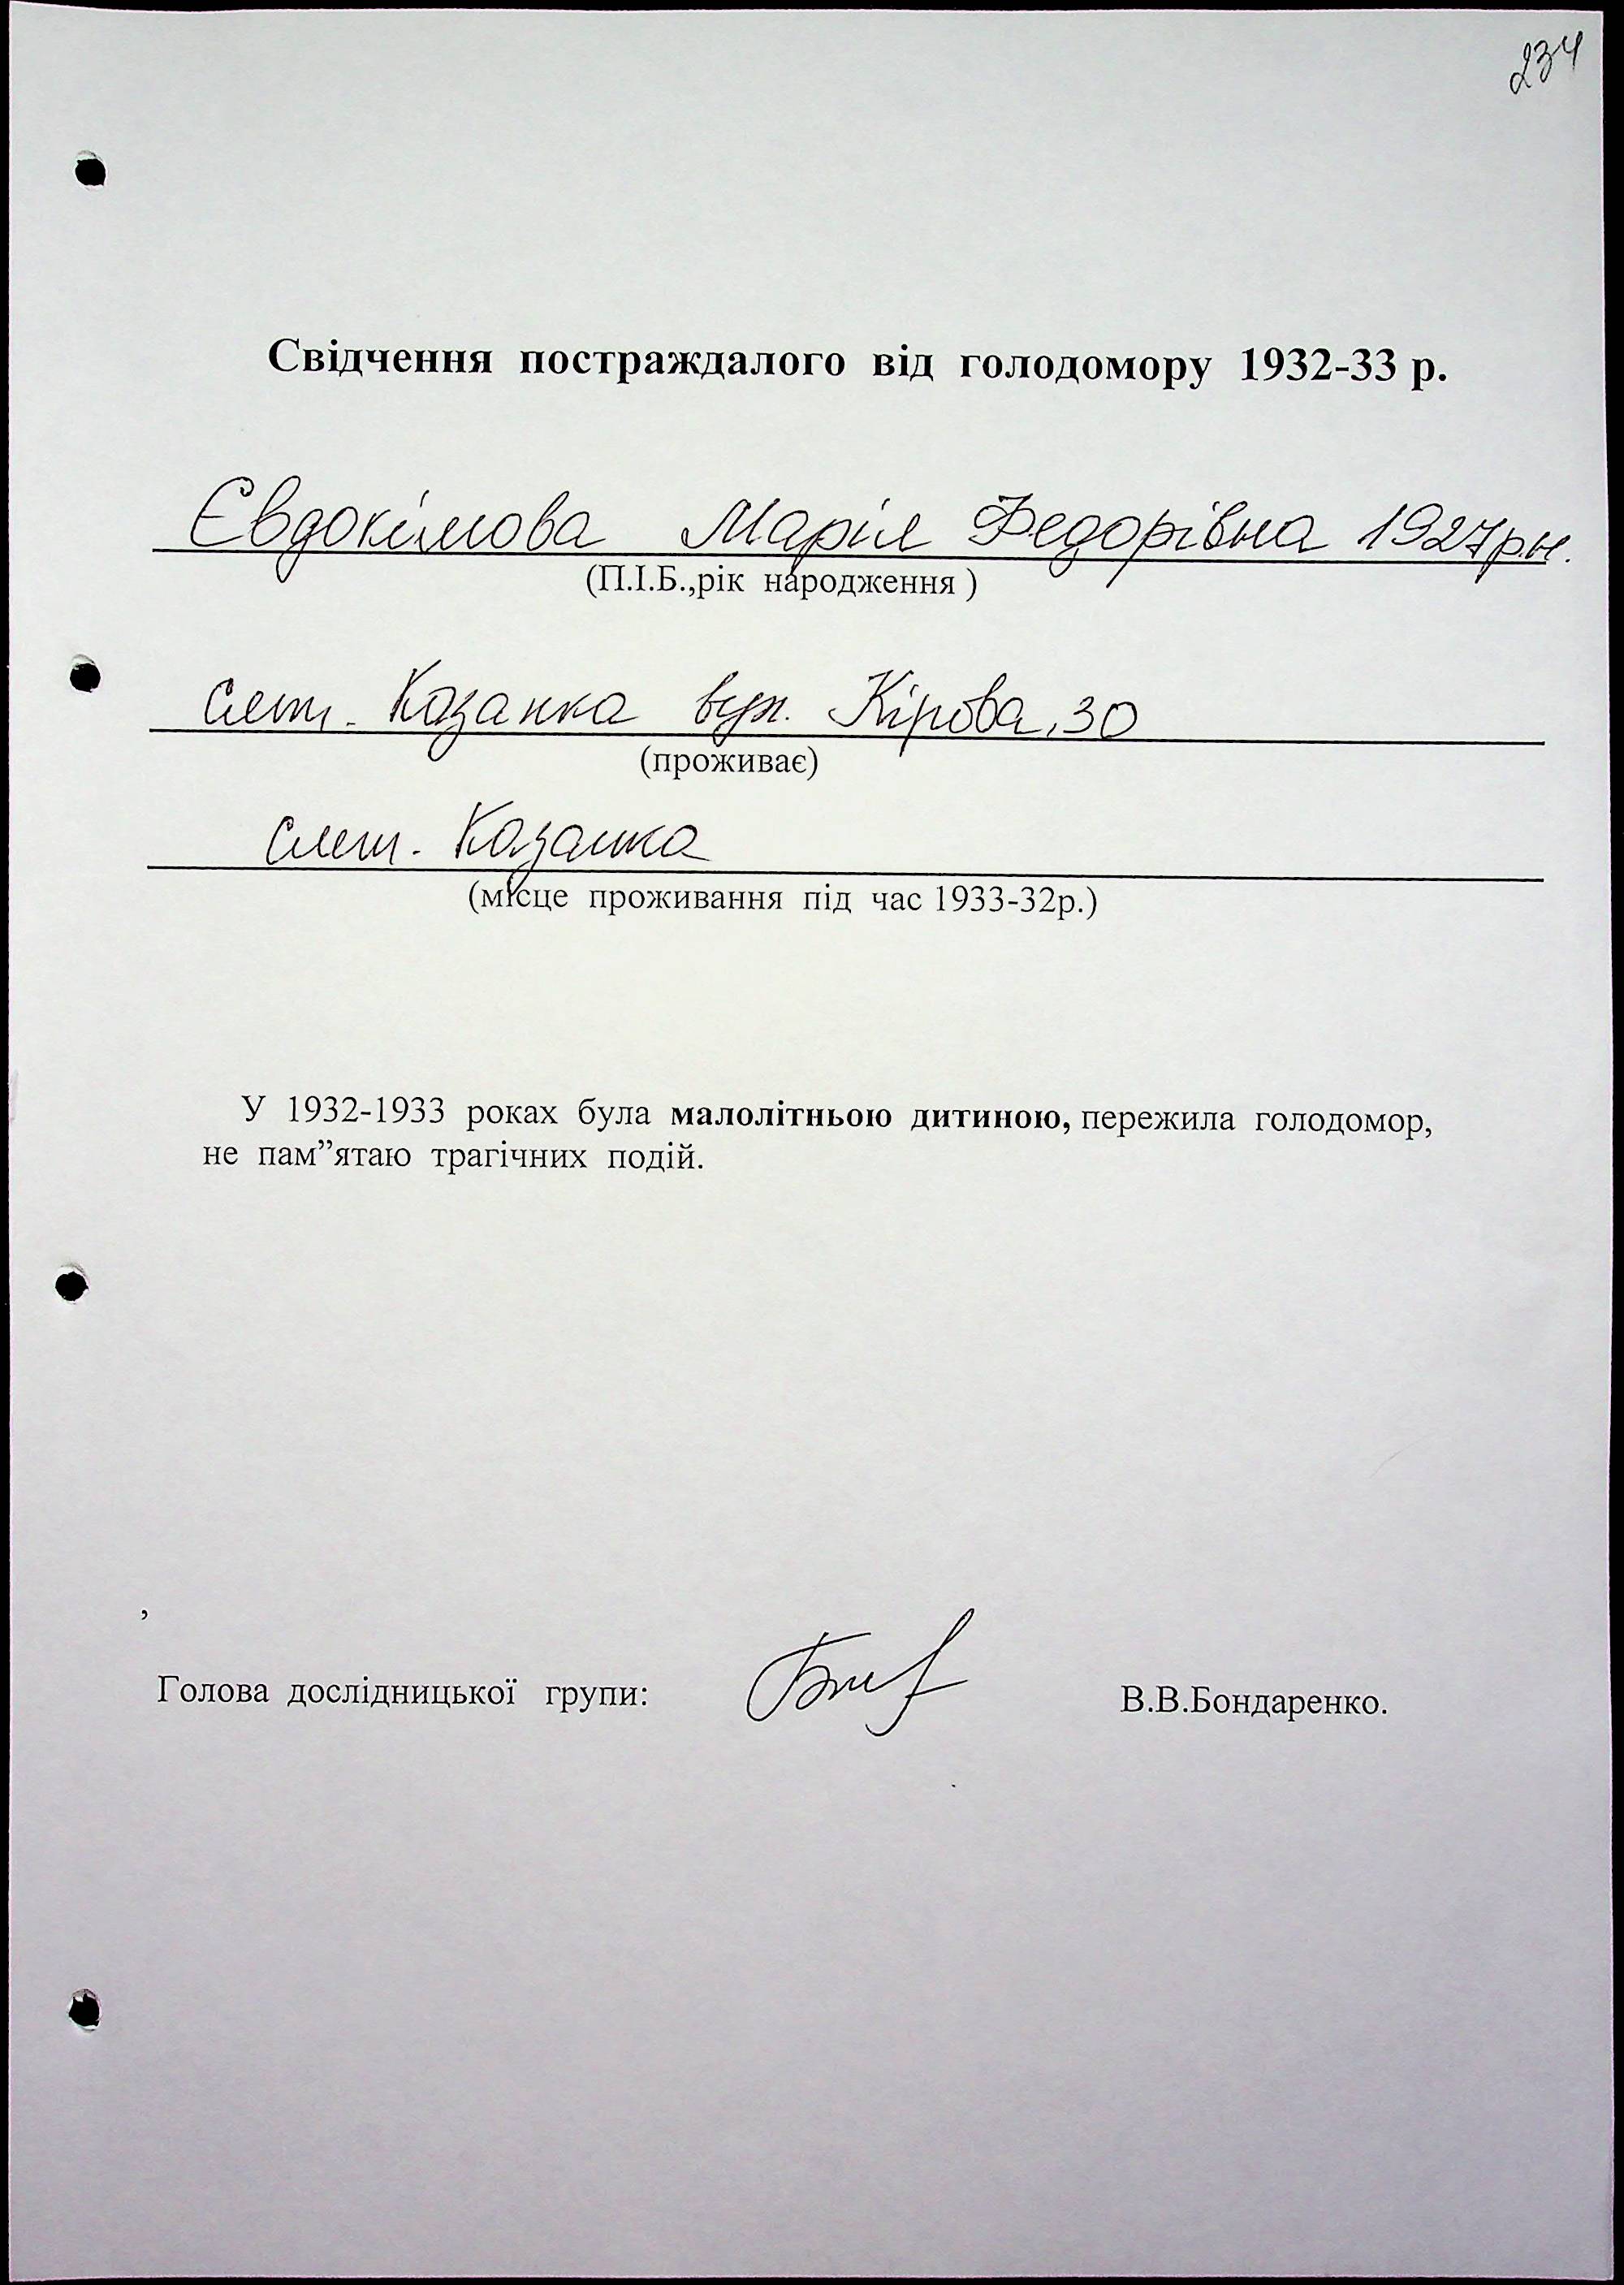 234
Свідчення постраждалого від голодомору 1932-33 р.
Євдокімова Марія Федорівна 1927р.н.
(П.І.Б.,рік народження )
смт. Казанка вул. Кірова, 30
(проживає)
смт. Казанка
(місце проживання під час 1933-32р.)
У 1932-1933 роках була малолітньою дитиною, пережила голодомор,
не пам”ятаю трагічних подій.
,
Голова дослідницької групи: В.В.Бондаренко.